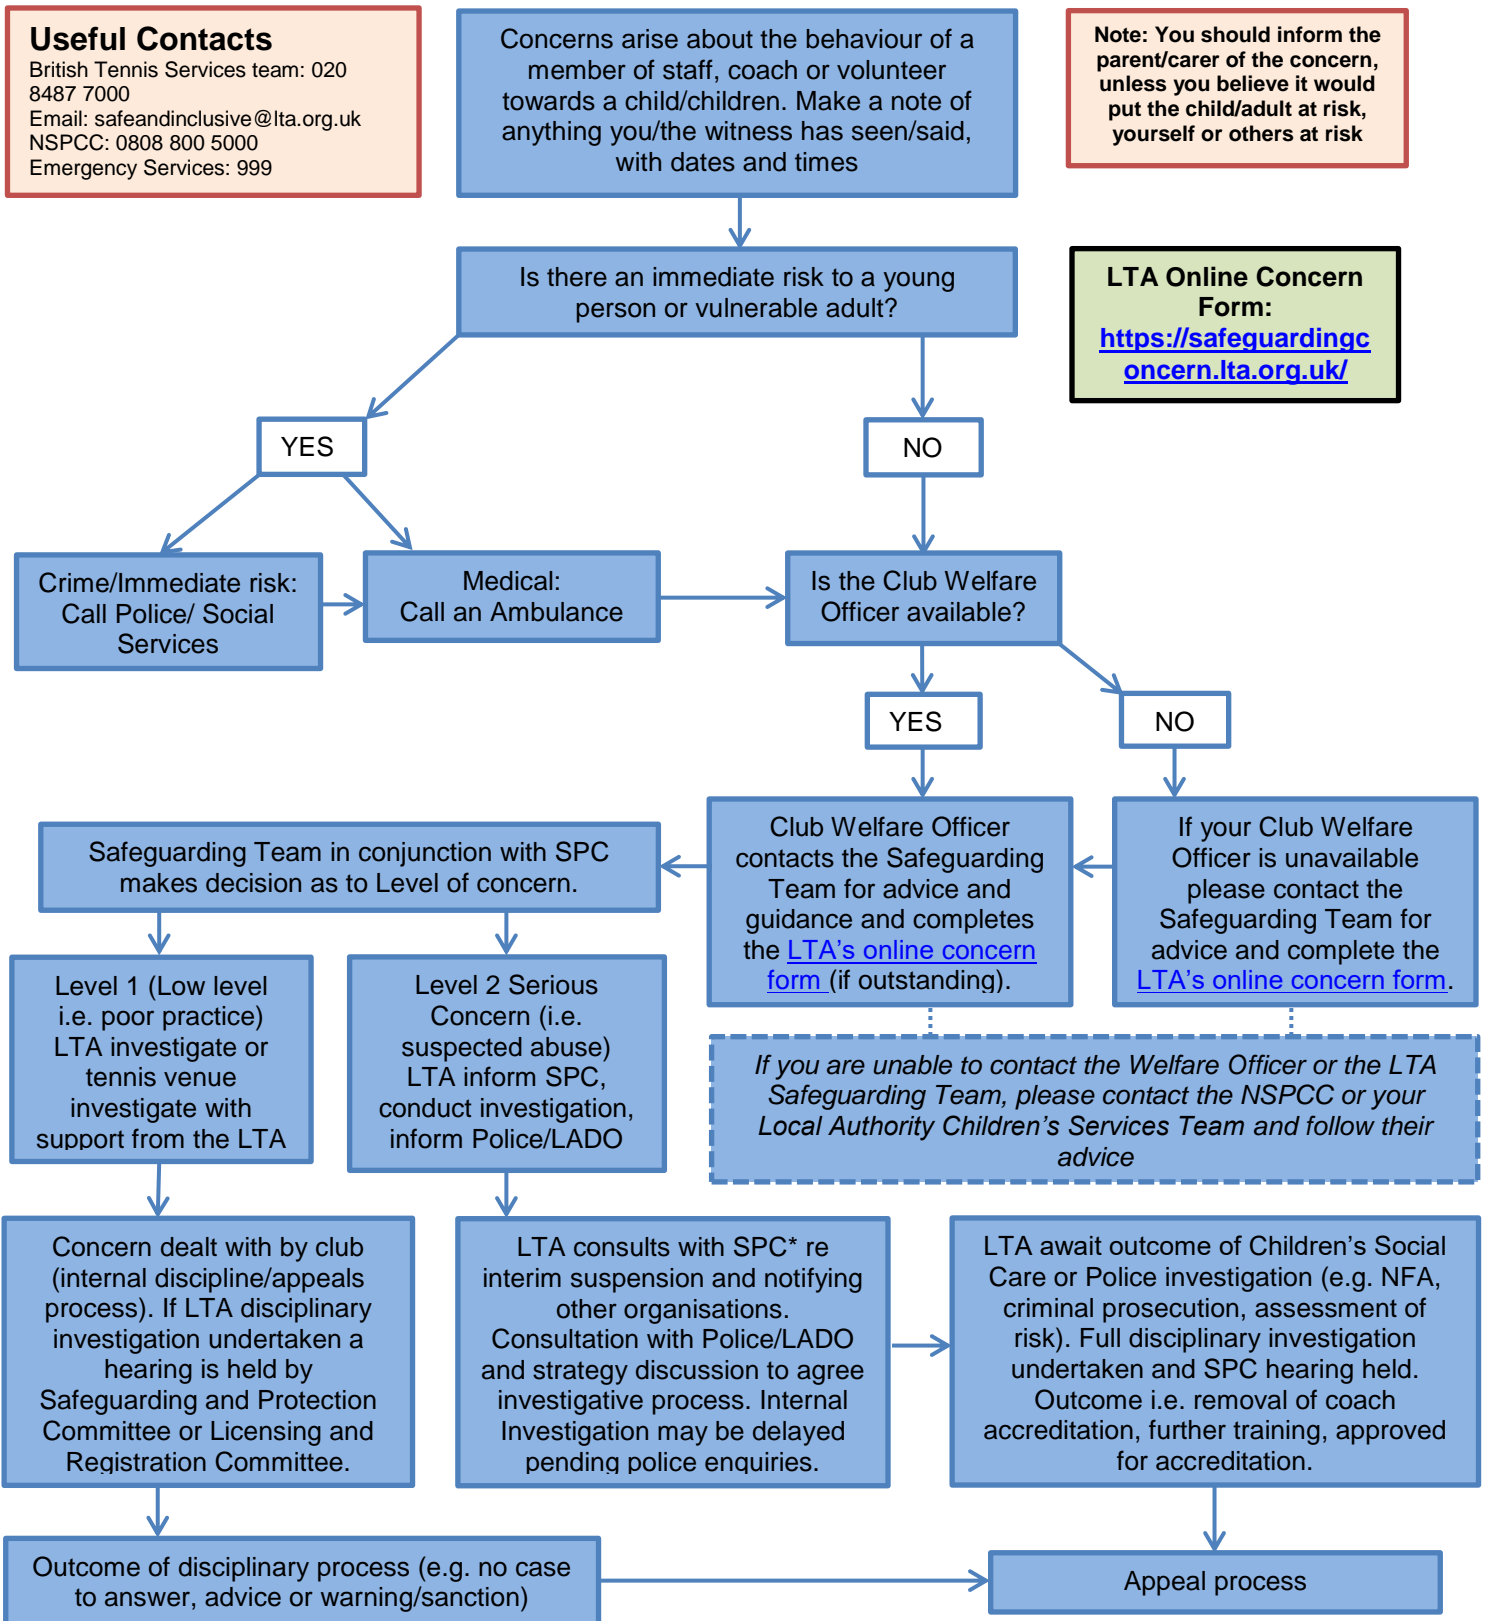 Useful Contacts
British Tennis Services team: 020
8487 7000
Email: safeandinclusive@lta.org.uk
NSPCC: 0808 800 5000
Emergency Services: 999
Concerns arise about the behaviour of a
member of staff, coach or volunteer
towards a child/children. Make a note of
anything you/the witness has seen/said,
with dates and times
Note: You should inform the
parent/carer of the concern,
unless you believe it would
put the child/adult at risk,
yourself or others at risk
Is there an immediate risk to a young
person or vulnerable adult?
LTA Online Concern
Form:
https://safeguardingc
oncern.lta.org.uk/
YES
NO
Crime/Immediate risk:
Call Police/ Social
Services
Medical:
Call an Ambulance
Is the Club Welfare
Officer available?
YES
NO
Safeguarding Team in conjunction with SPC
makes decision as to Level of concern.
Club Welfare Officer
contacts the Safeguarding
Team for advice and
guidance and completes
the LTA’s online concern
form (if outstanding).
If your Club Welfare
Officer is unavailable
please contact the
Safeguarding Team for
advice and complete the
LTA’s online concern form.
Level 1 (Low level
i.e. poor practice)
LTA investigate or
tennis venue
investigate with
support from the LTA
Level 2 Serious
Concern (i.e.
suspected abuse)
LTA inform SPC,
conduct investigation,
inform Police/LADO
If you are unable to contact the Welfare Officer or the LTA
Safeguarding Team, please contact the NSPCC or your
Local Authority Children’s Services Team and follow their
advice
Concern dealt with by club
(internal discipline/appeals
process). If LTA disciplinary
investigation undertaken a
hearing is held by
Safeguarding and Protection
Committee or Licensing and
Registration Committee.
LTA consults with SPC* re
interim suspension and notifying
other organisations.
Consultation with Police/LADO
and strategy discussion to agree
investigative process. Internal
Investigation may be delayed
pending police enquiries.
LTA await outcome of Children’s Social
Care or Police investigation (e.g. NFA,
criminal prosecution, assessment of
risk). Full disciplinary investigation
undertaken and SPC hearing held.
Outcome i.e. removal of coach
accreditation, further training, approved
for accreditation.
Outcome of disciplinary process (e.g. no case
to answer, advice or warning/sanction)
Appeal process